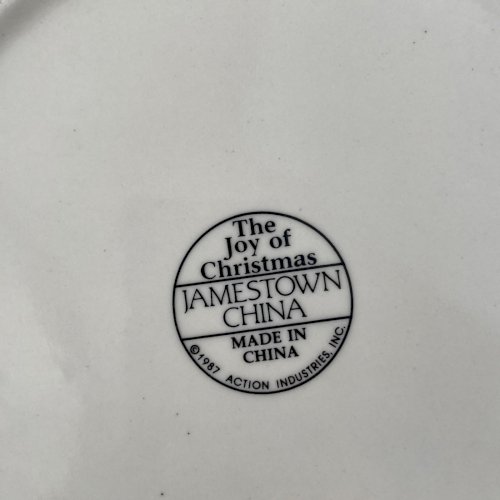 The
Joy of
Christmas
JAMESTOWN
CHINA
MADE IN
CHINA
©1987 ACTION INDUSTRIES, INC.